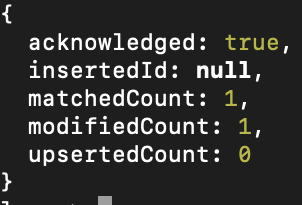 {
  acknowledged: true,
  insertedId: null,
  matchedCount: 1,
  modifiedCount: 1,
  upsertedCount: 0
}